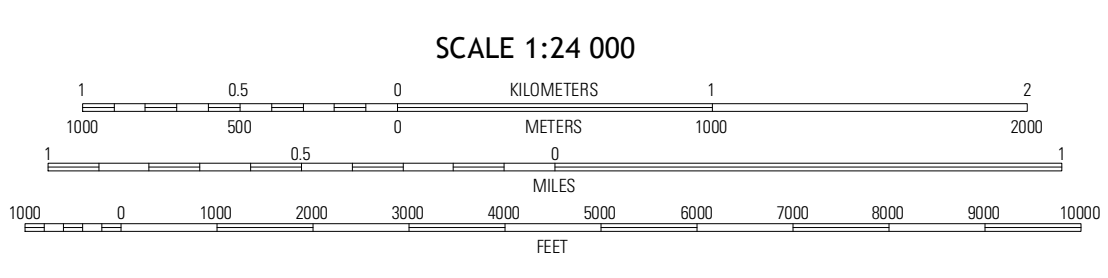 SCALE 1:24 000
1 0.5 0 KILOMETERS 1 2
1000 500 0 METERS 1000 2000
1 0.5 0 1
MILES
1000 0 1000 2000 3000 4000 5000 6000 7000 8000 9000 10000
FEET